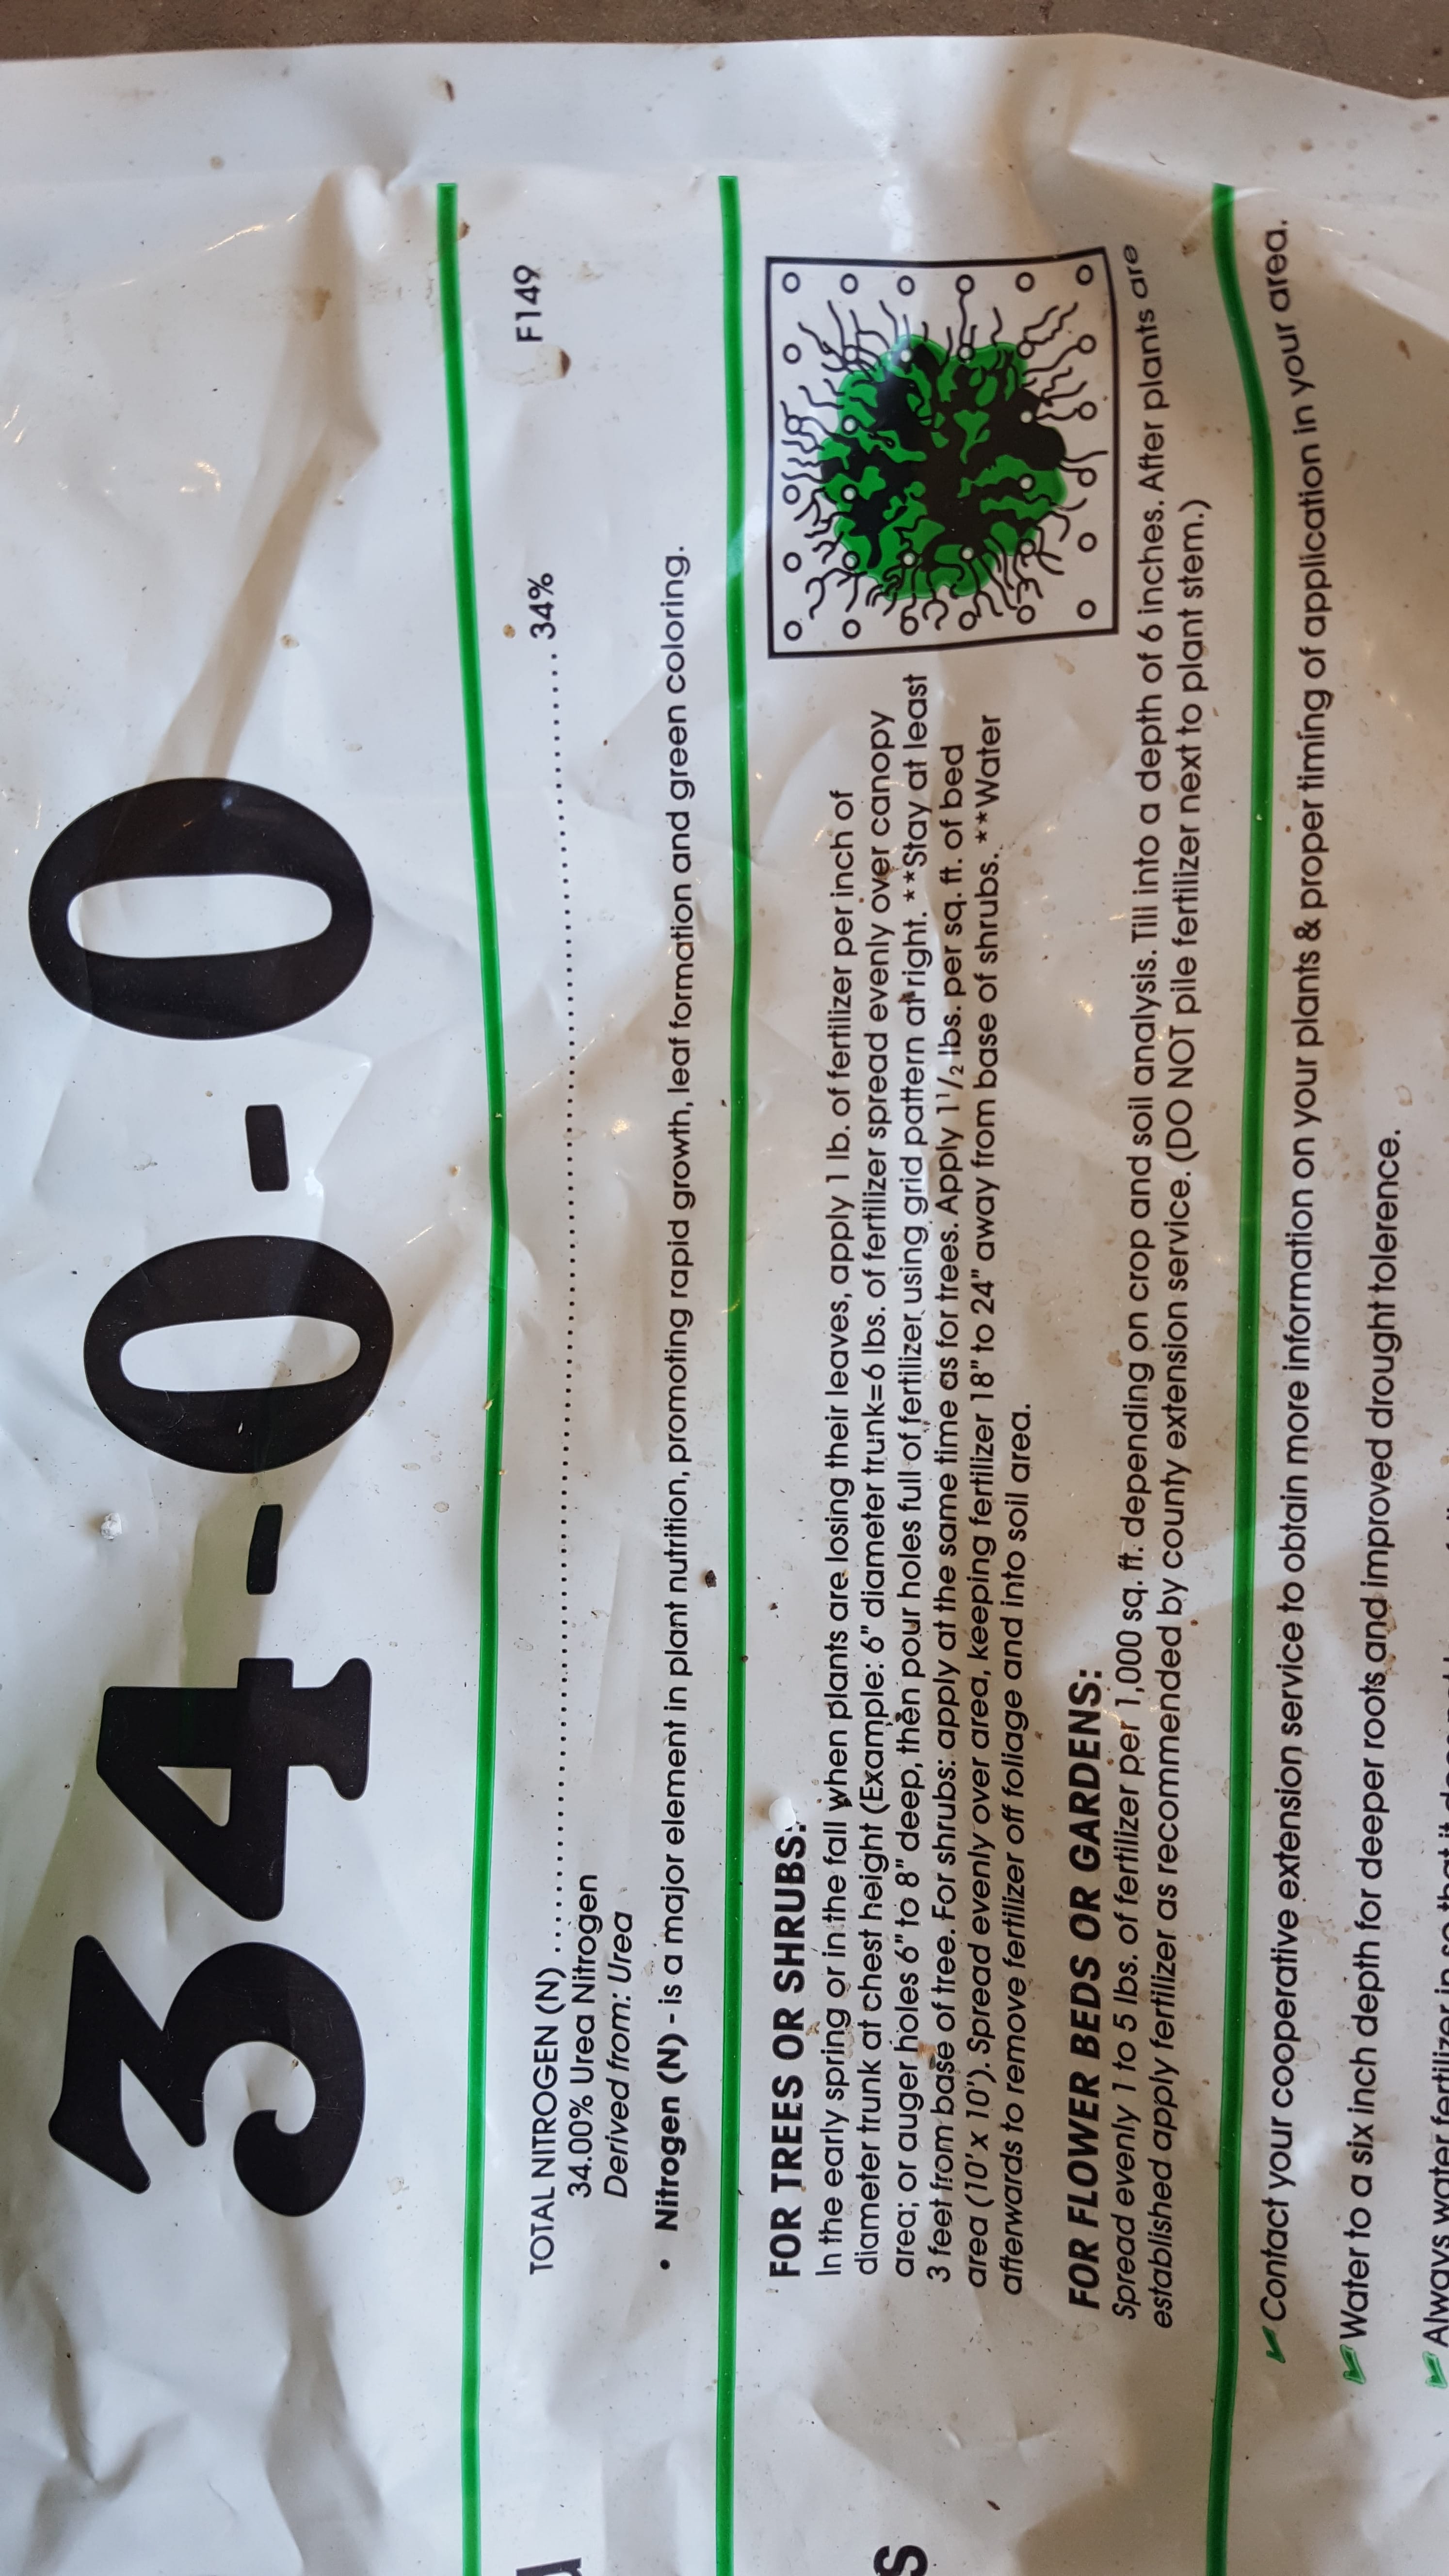 34-0-0
TOTAL NITROGEN (N) .......................................................... 34% F149
34.00% Urea Nitrogen
Derived from: Urea
• Nitrogen (N) - is a major element in plant nutrition, promoting rapid growth, leaf formation and green coloring.
FOR TREES OR SHRUBS:
In the early spring or in the fall when plants are losing their leaves, apply 1 lb. of fertilizer per inch of
diameter trunk at chest height (Example: 6" diameter trunk=6 lbs. of fertilizer spread evenly over canopy
area; or auger holes 6" to 8" deep, then pour holes full of fertilizer using grid pattern at right. **Stay at least
3 feet from base of tree. For shrubs: apply at the same time as for trees. Apply 1 1/2 lbs. per sq. ft. of bed
area (10' x 10'). Spread evenly over area, keeping fertilizer 18" to 24" away from base of shrubs. **Water
afterwards to remove fertilizer off foliage and into soil area.
FOR FLOWER BEDS OR GARDENS:
Spread evenly 1 to 5 lbs. of fertilizer per 1,000 sq. ft. depending on crop and soil analysis. Till into a depth of 6 inches. After plants are
established apply fertilizer as recommended by county extension service. (DO NOT pile fertilizer next to plant stem.)
✔ Contact your cooperative extension service to obtain more information on your plants & proper timing of application in your area.
✔ Water to a six inch depth for deeper roots and improved drought tolerence.
✔ Always water fertilizer in so that it
S